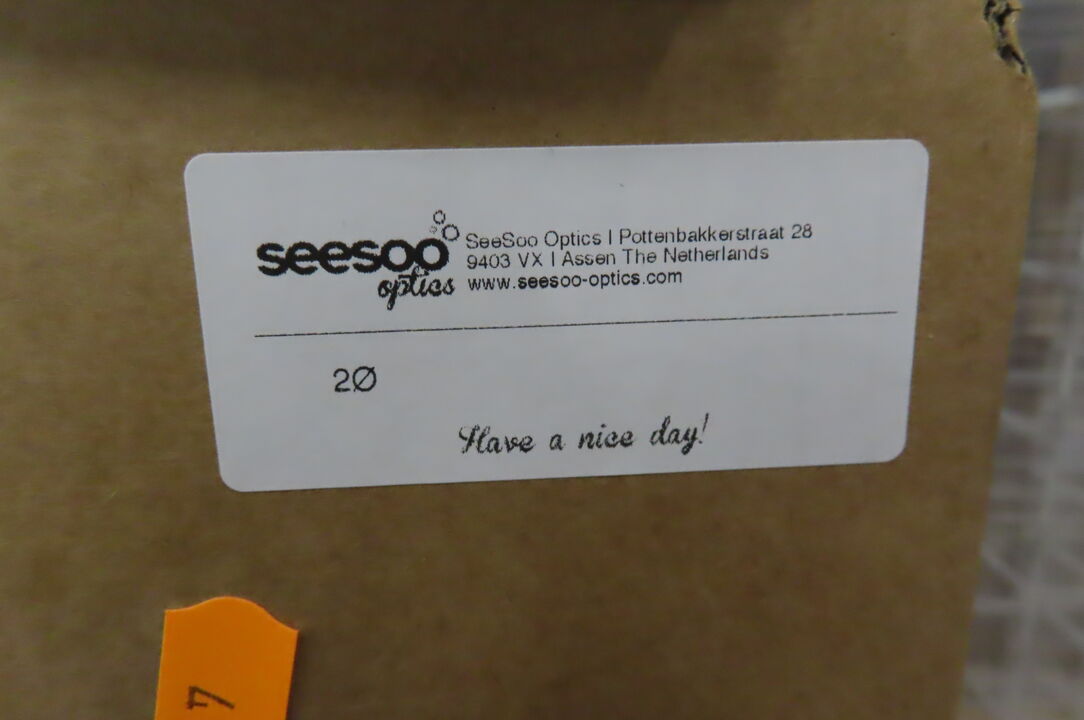 seesoo
optics
SeeSoo Optics | Pottenbakkerstraat 28
9403 VX | Assen The Netherlands
www.seesoo-optics.com
2Ø
Have a nice day!
7